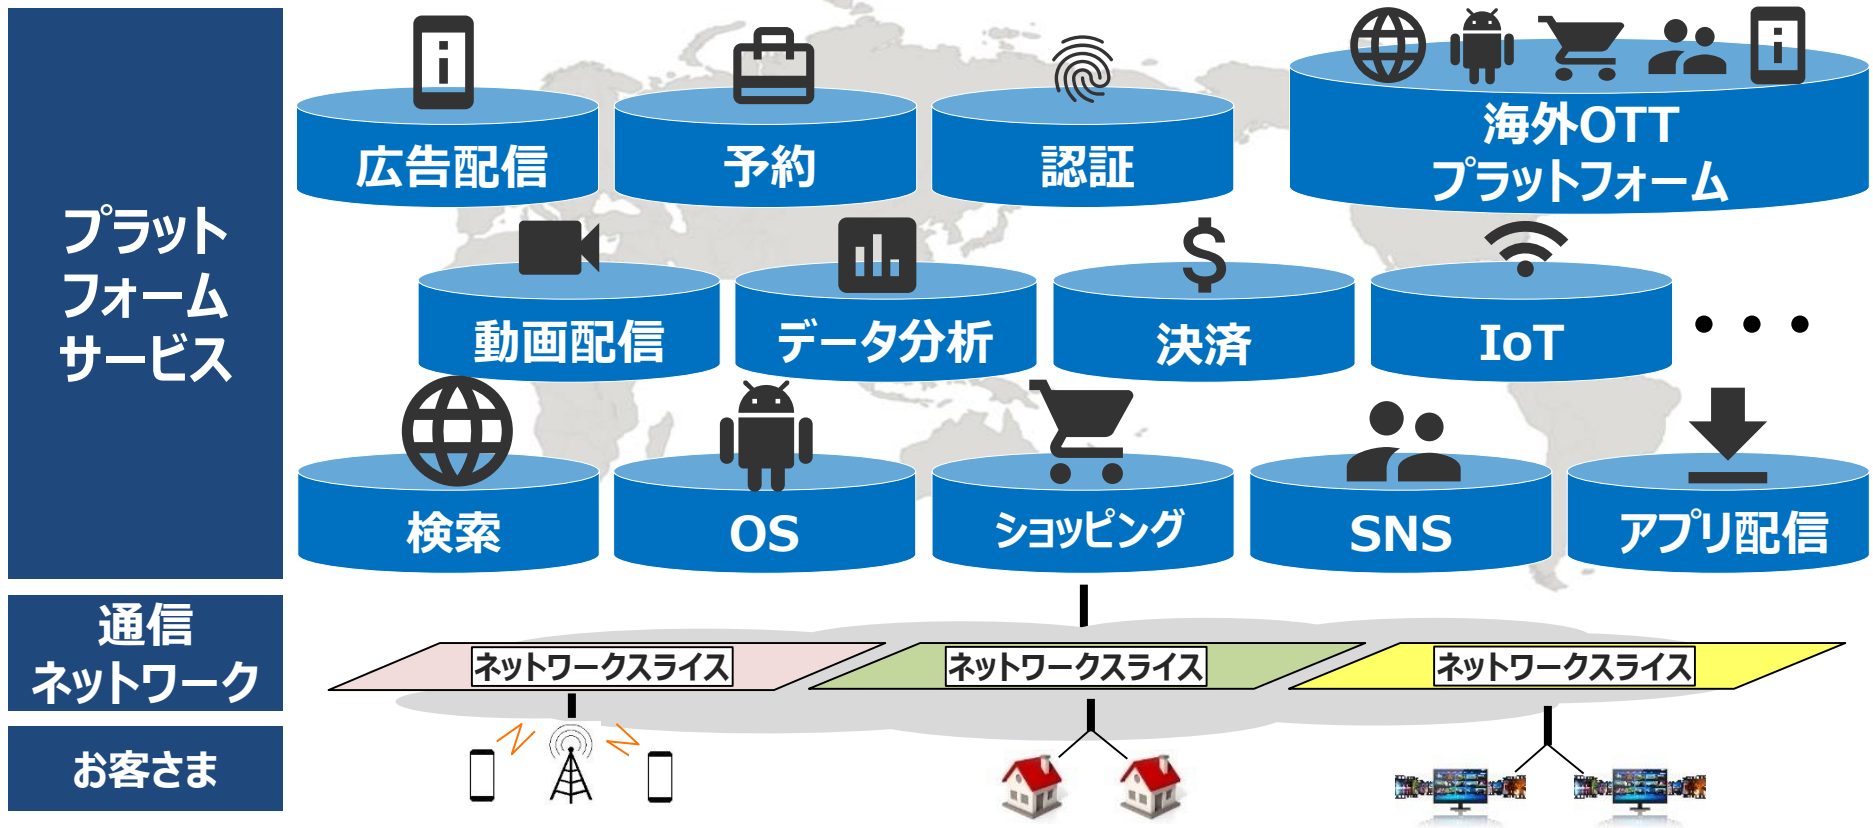 プラット
フォーム
サービス
広告配信
予約
認証
海外OTT
プラットフォーム
動画配信
データ分析
決済
IoT
・・・
検索
OS
ショッピング
SNS
アプリ配信
通信
ネットワーク
ネットワークスライス
ネットワークスライス
ネットワークスライス
お客さま